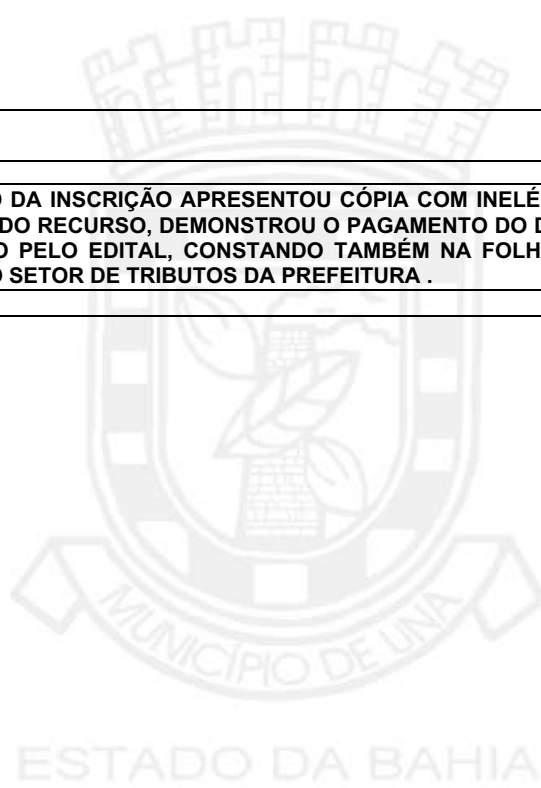 O DA INSCRIÇÃO APRESENTOU CÓPIA COM INELÉ
DO RECURSO, DEMONSTROU O PAGAMENTO DO D
O PELO EDITAL, CONSTANDO TAMBÉM NA FOLH
O SETOR DE TRIBUTOS DA PREFEITURA .
MUNICÍPIO DE UNA
ESTADO DA BAHIA